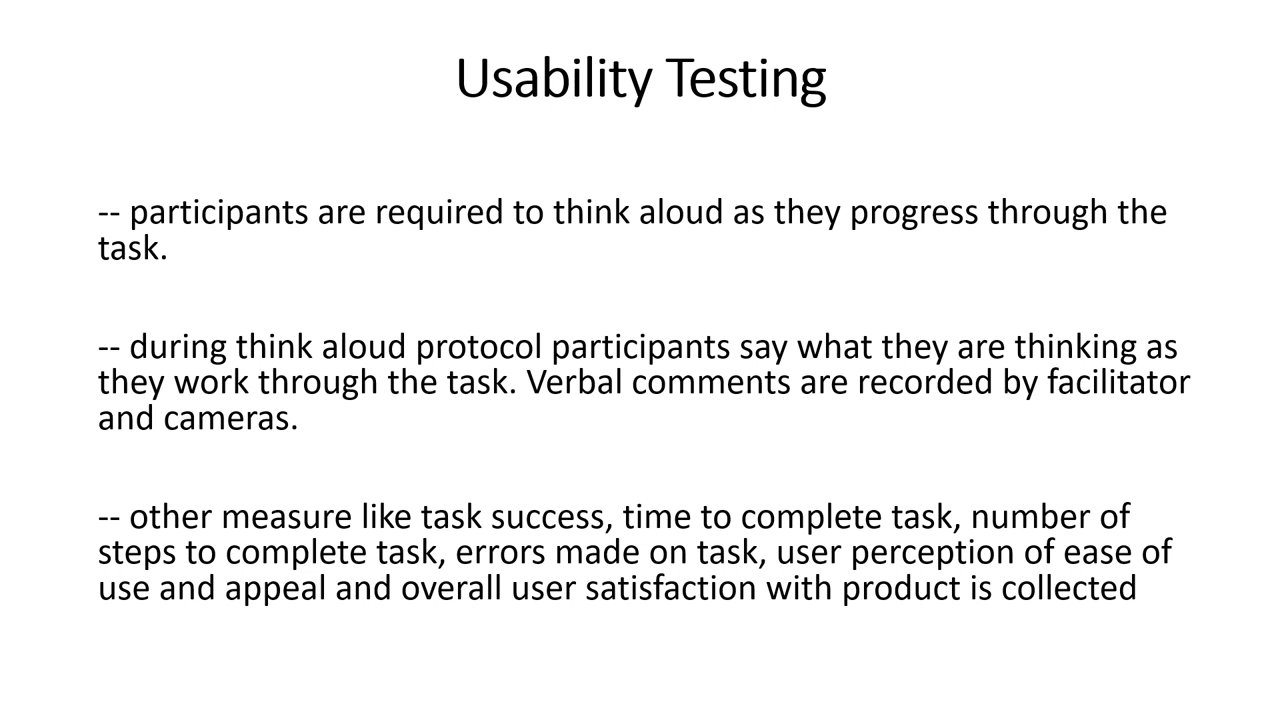 Usability Testing
-- participants are required to think aloud as they progress through the
task.
-- during think aloud protocol participants say what they are thinking as
they work through the task. Verbal comments are recorded by facilitator
and cameras.
-- other measure like task success, time to complete task, number of
steps to complete task, errors made on task, user perception of ease of
use and appeal and overall user satisfaction with product is collected